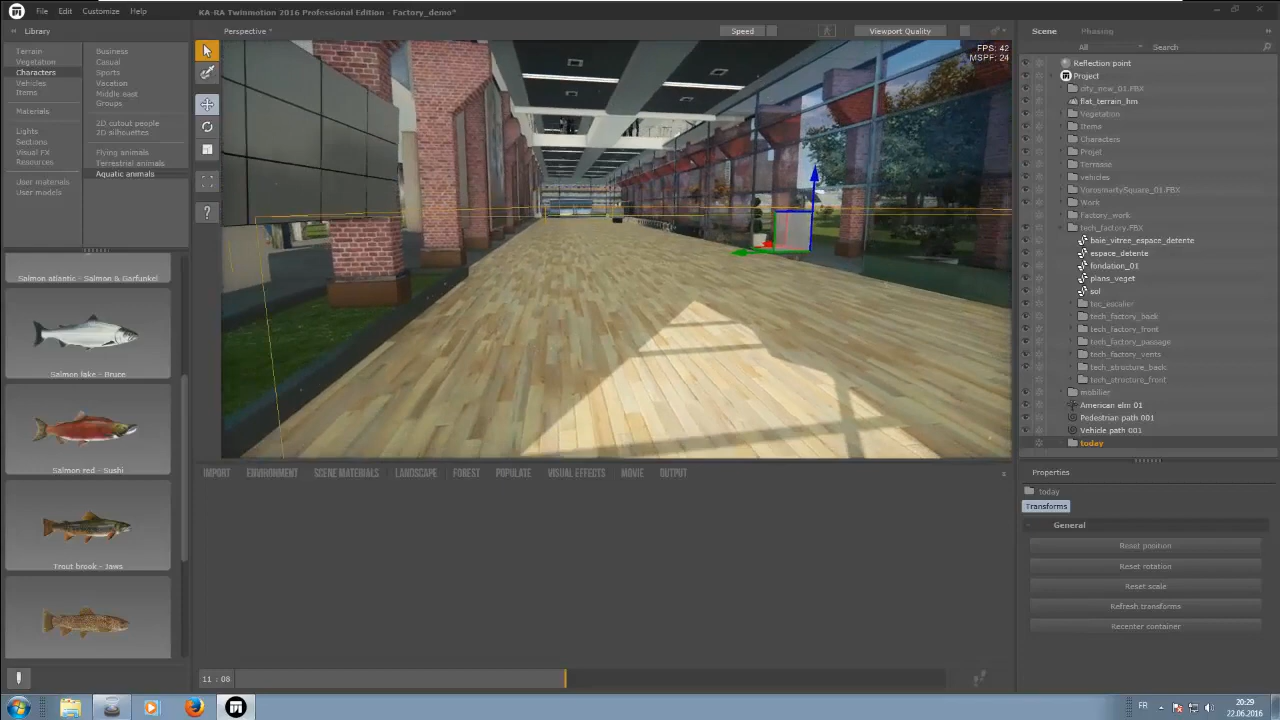 File Edit Customize Help
KA-RA Twinmotion 2016 Professional Edition - Factory_demo*
Library
Terrain
Vegetation
Characters
Vehicles
Items
Materials
Lights
Sections
Visual FX
Resources
User materials
User models
Business
Casual
Sports
Vacation
Middle east
Groups
2D cutout people
2D silhouettes
Flying animals
Terrestrial animals
Aquatic animals
Salmon atlantic - Salmon & Garfunkel
Salmon lake - Bruce
Salmon red - Sushi
Trout brook - Jaws
Perspective
Speed
Viewport Quality
FPS: 42
MSPF: 24
IMPORT ENVIRONMENT SCENE MATERIALS LANDSCAPE FOREST POPULATE VISUAL EFFECTS MOVIE OUTPUT
11 : 08
Scene Phasing
All Search
Reflection point
Project
city_new_01.FBX
flat_terrain_hm
Vegetation
Items
Characters
Projet
Terrasse
vehicles
VorosmartySquare_01.FBX
Work
Factory_work
tech_factory.FBX
baie_vitree_espace_detente
espace_detente
fondation_01
plans_veget
sol
tec_escalier
tech_factory_back
tech_factory_front
tech_factory_passage
tech_factory_vents
tech_structure_back
tech_structure_front
mobilier
American elm 01
Pedestrian path 001
Vehicle path 001
today
Properties
today
Transforms
General
Reset position
Reset rotation
Reset scale
Refresh transforms
Recenter container
FR
20:29
22.06.2016